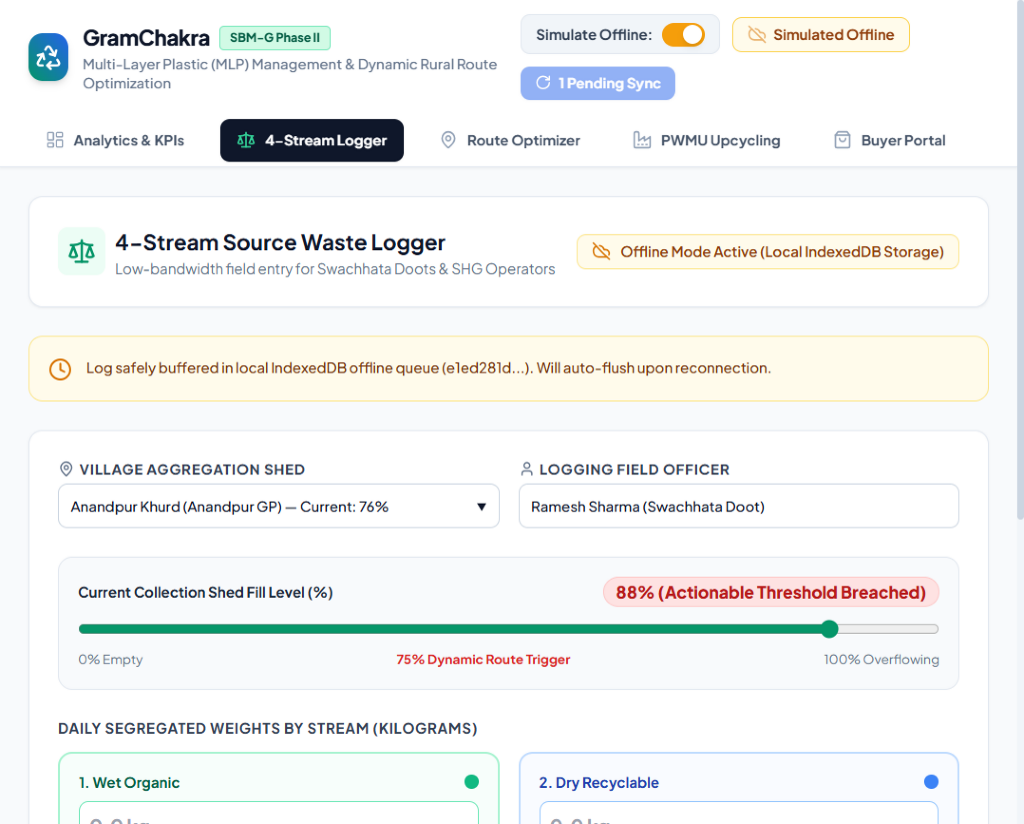 GramChakra
SBM-G Phase II
Multi-Layer Plastic (MLP) Management & Dynamic Rural Route
Optimization
Simulate Offline:
Simulated Offline
1 Pending Sync
Analytics & KPIs
4-Stream Logger
Route Optimizer
PWMU Upcycling
Buyer Portal
4-Stream Source Waste Logger
Low-bandwidth field entry for Swachhata Doots & SHG Operators
Offline Mode Active (Local IndexedDB Storage)
Log safely buffered in local IndexedDB offline queue (e1ed281d...). Will auto-flush upon reconnection.
VILLAGE AGGREGATION SHED
Anandpur Khurd (Anandpur GP) — Current: 76%
LOGGING FIELD OFFICER
Ramesh Sharma (Swachhata Doot)
Current Collection Shed Fill Level (%)
88% (Actionable Threshold Breached)
0% Empty
75% Dynamic Route Trigger
100% Overflowing
DAILY SEGREGATED WEIGHTS BY STREAM (KILOGRAMS)
1. Wet Organic
2. Dry Recyclable